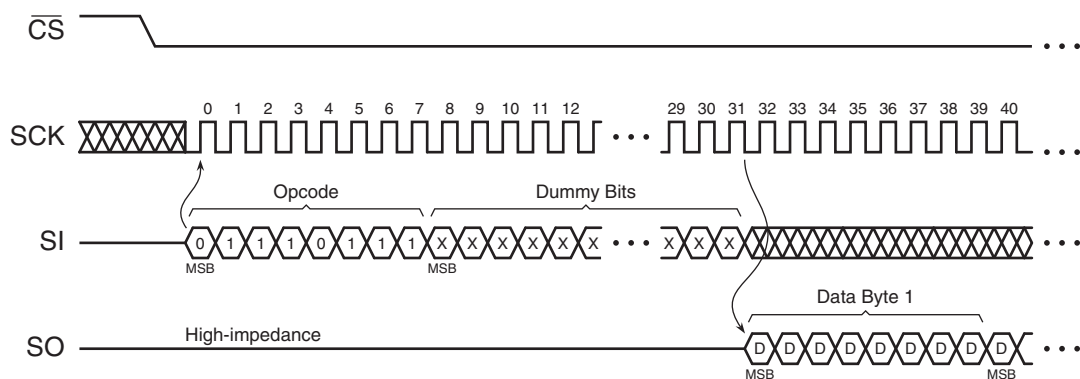 CS
0 1 2 3 4 5 6 7 8 9 10 11 12 29 30 31 32 33 34 35 36 37 38 39 40
SCK
Opcode Dummy Bits
SI 0 1 1 1 0 1 1 1 X X X X X X X X X
MSB MSB
Data Byte 1
High-impedance
SO D D D D D D D D D
MSB MSB